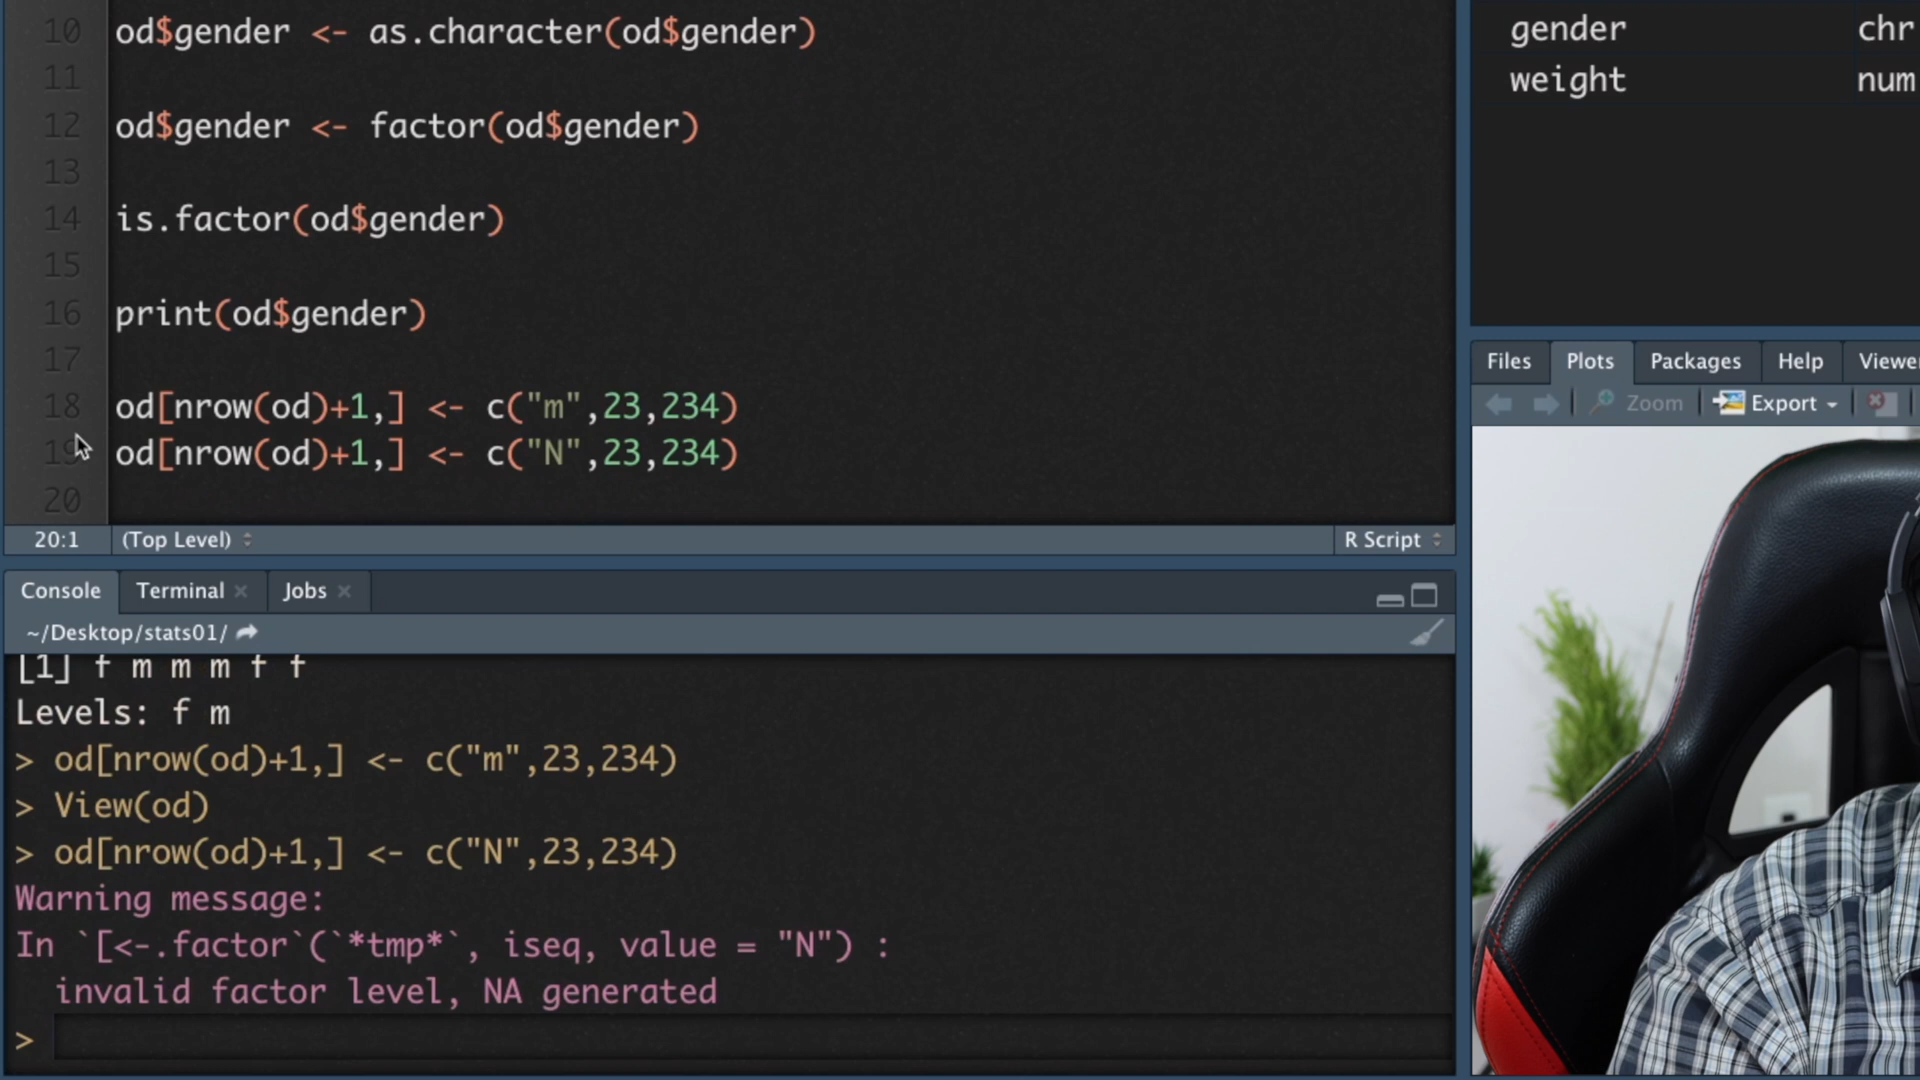 10 od$gender <- as.character(od$gender)
11
12 od$gender <- factor(od$gender)
13
14 is.factor(od$gender)
15
16 print(od$gender)
17
18 od[nrow(od)+1,] <- c("m",23,234)
19 od[nrow(od)+1,] <- c("N",23,234)
20
20:1 (Top Level) R Script
Console Terminal Jobs
~/Desktop/stats01/
[1] f m m m f f
Levels: f m
> od[nrow(od)+1,] <- c("m",23,234)
> View(od)
> od[nrow(od)+1,] <- c("N",23,234)
Warning message:
In `[<-.factor`(`*tmp*`, iseq, value = "N") :
invalid factor level, NA generated
>
gender chr
weight num
Files Plots Packages Help Viewe
Zoom Export